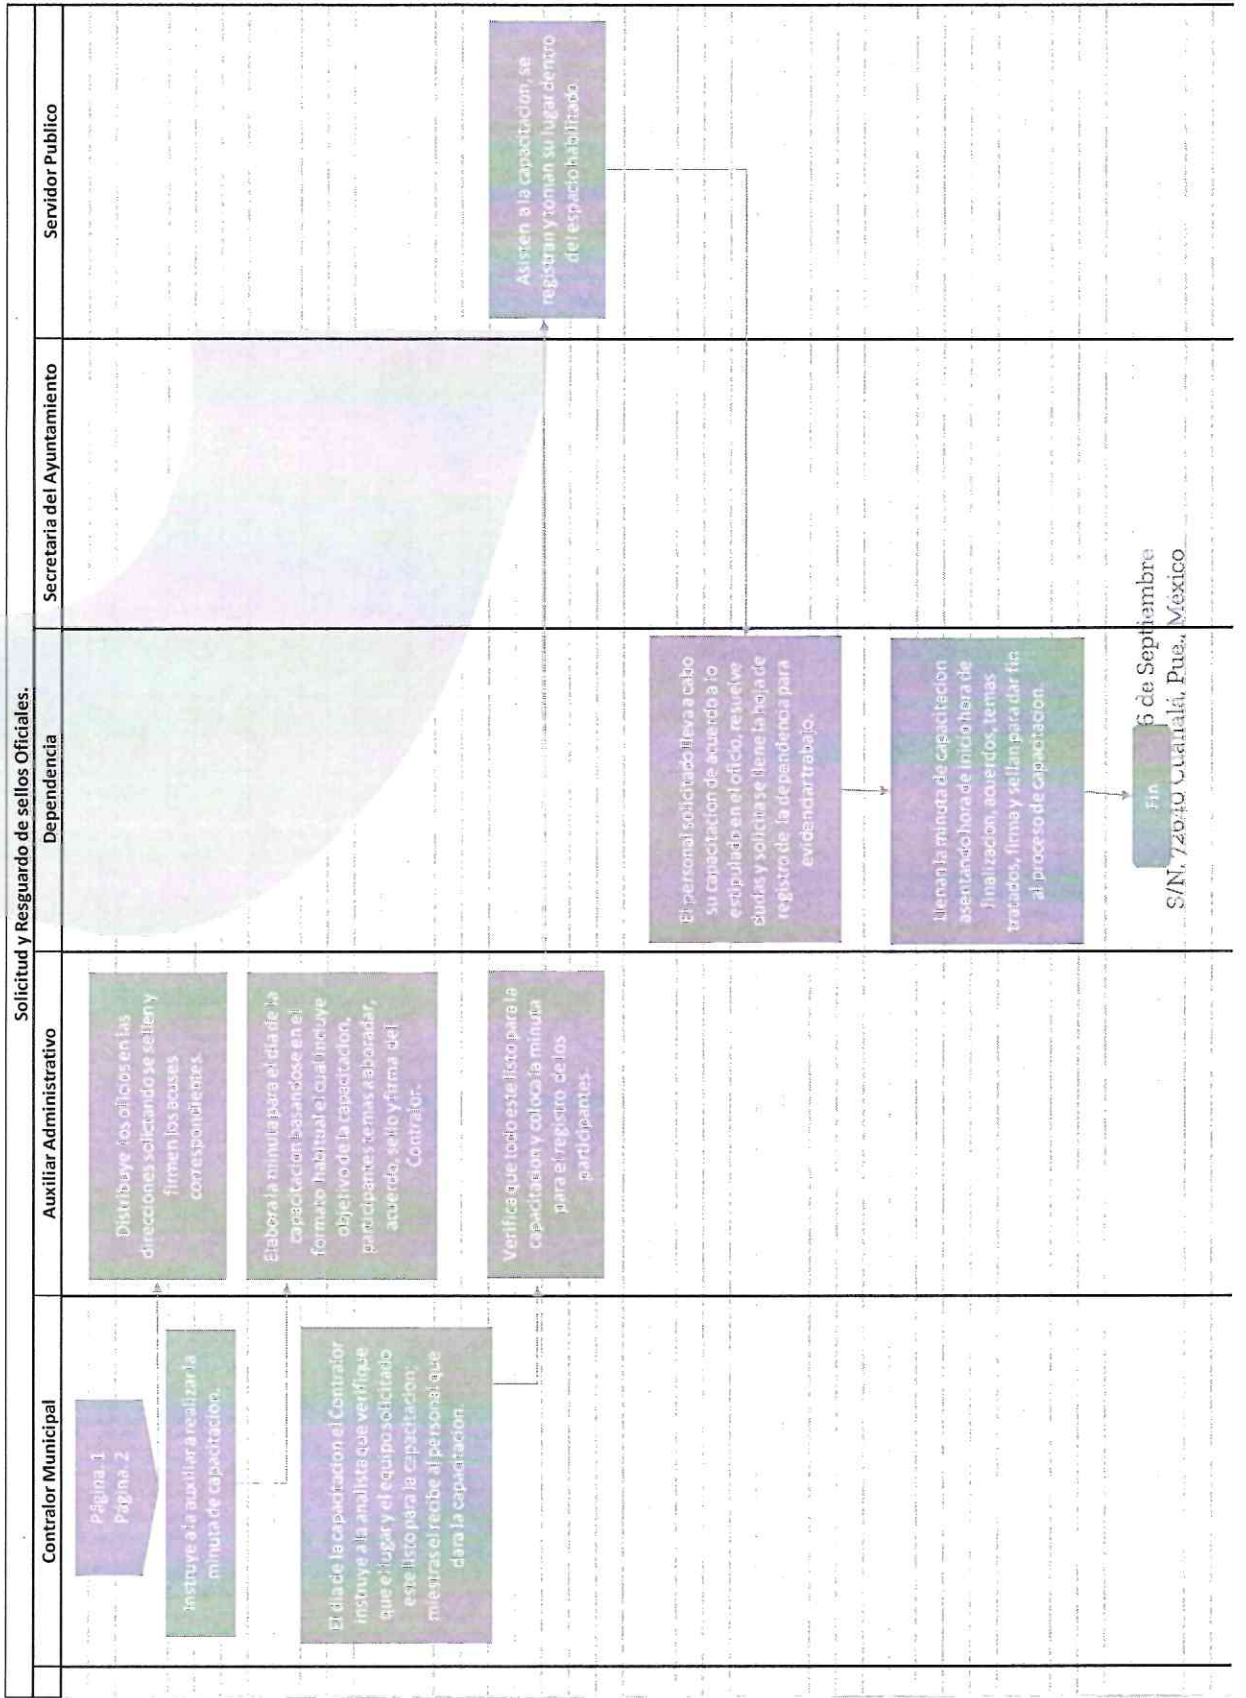 Solicitud y Resguardo de sellos Oficiales.
Contralor Municipal
Auxiliar Administrativo
Dependencia
Secretaria del Ayuntamiento
Servidor Publico
Página 1
Página 2
Distribuye los oficios en las
direcciones solicitando se sellen y
firmen los acuses
correspondientes.
Instruye a la auxiliar a realizar la
minuta de capacitacion.
Elabora la minuta para el dia de la
capacitacion basandose en el
formato habitual el cual incluye
objetivo de la capacitacion,
participantes temas a aboradar,
acuerdo, sello y firma del
Contralor.
El dia de la capacitacion el Contralor
instruye al analista que verifique
que el lugar y el equipo solicitado
este listo para la capacitacion;
miestras el recibe al personal que
dara la capacitacion.
Verifica que todo este listo para la
capacitacion y coloca la minuta
para el registro de los
participantes.
Asisten a la capacitacion, se
registran y toman su lugar dentro
del espacio habilitado.
El personal solicitado lleva a cabo
su capacitacion de acuerdo a lo
estipulado en el oficio, resuelve
dudas y solicita se llene la hoja de
registro de la dependencia para
evidenciar trabajo.
Llenan la minuta de capacitacion
asentando hora de inicio, hora de
finalizacion, acuerdos, temas
tratados, firma y sellan para dar fin
al proceso de capacitacion.
Fin
6 de Septiembre
S/N, 72640 Cuanalá, Pue., México